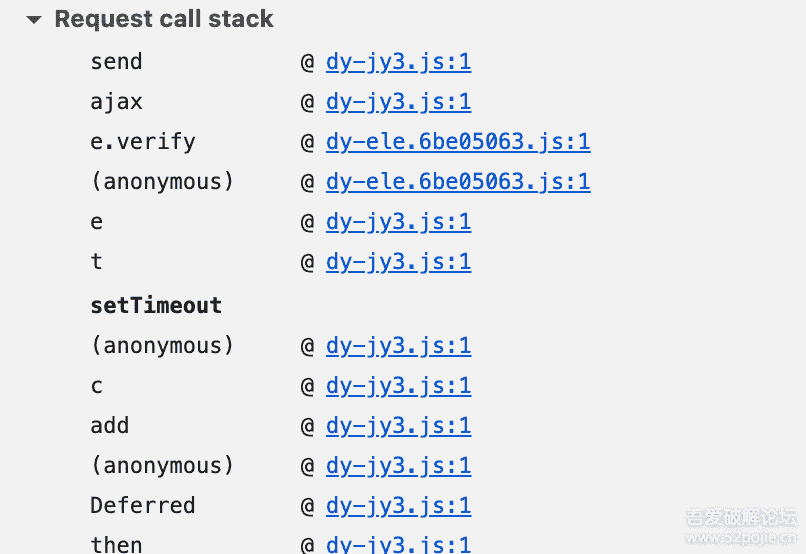 Request call stack
send @ dy-jy3.js:1
ajax @ dy-jy3.js:1
e.verify @ dy-ele.6be05063.js:1
(anonymous) @ dy-ele.6be05063.js:1
e @ dy-jy3.js:1
t @ dy-jy3.js:1
setTimeout
(anonymous) @ dy-jy3.js:1
c @ dy-jy3.js:1
add @ dy-jy3.js:1
(anonymous) @ dy-jy3.js:1
Deferred @ dy-jy3.js:1
then @ dy-jy3.js:1
吾爱破解论坛
www.52pojie.cn